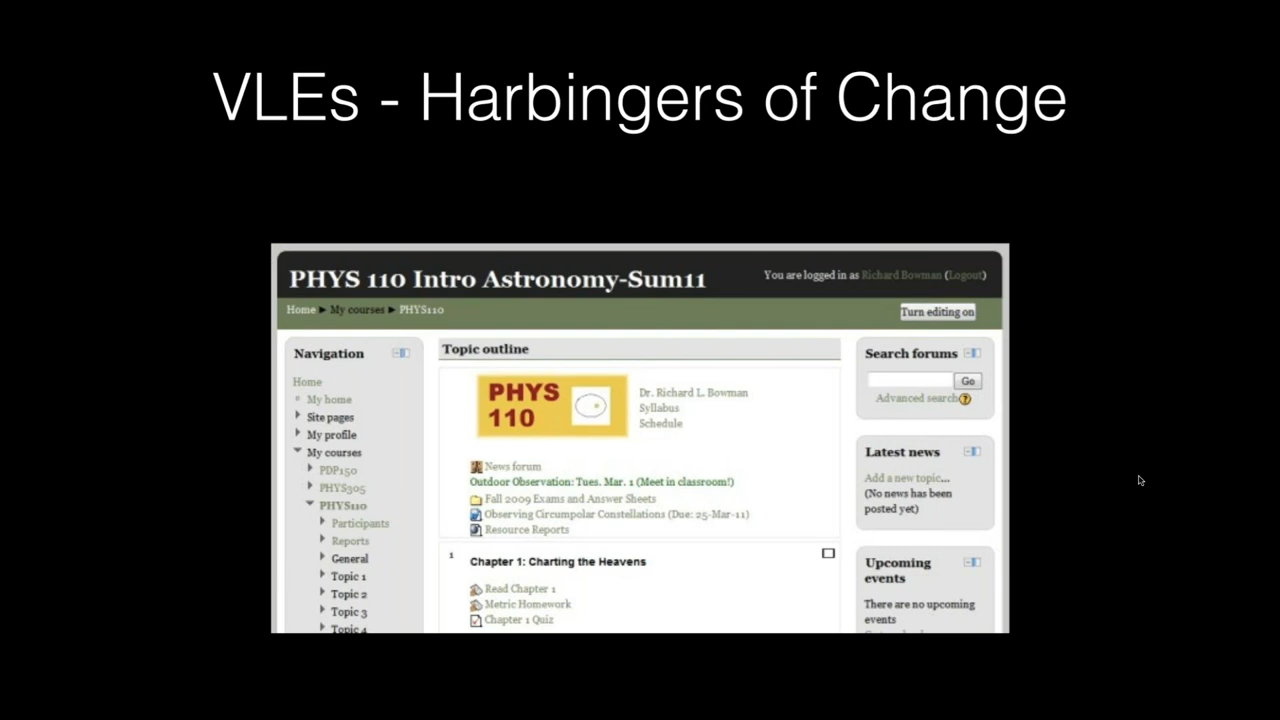 VLEs - Harbingers of Change
PHYS 110 Intro Astronomy-Sum11
You are logged in as Richard Bowman (Logout)
Home ► My courses ► PHYS110
Turn editing on
Navigation
Home
My home
Site pages
My profile
My courses
PDP150
PHYS305
PHYS110
Participants
Reports
General
Topic 1
Topic 2
Topic 3
Topic 4
Topic outline
PHYS
110
Dr. Richard L. Bowman
Syllabus
Schedule
News forum
Outdoor Observation: Tues. Mar. 1 (Meet in classroom!)
Fall 2009 Exams and Answer Sheets
Observing Circumpolar Constellations (Due: 25-Mar-11)
Resource Reports
1
Chapter 1: Charting the Heavens
Read Chapter 1
Metric Homework
Chapter 1 Quiz
Search forums
Go
Advanced search?
Latest news
Add a new topic...
(No news has been
posted yet)
Upcoming
events
There are no upcoming
events